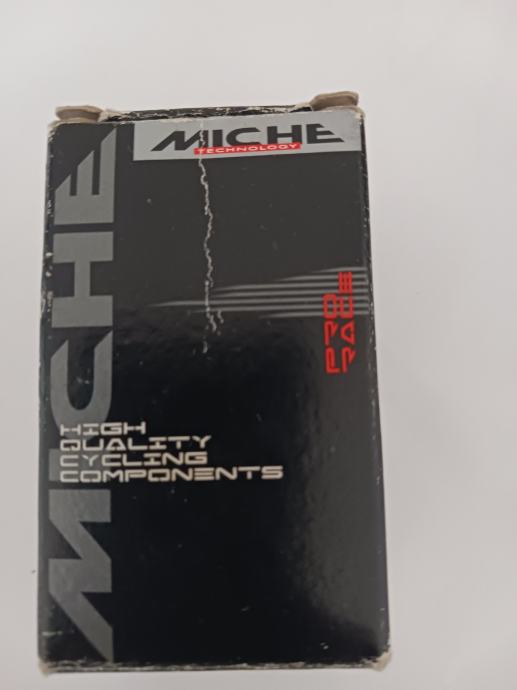 MICHE
TECHNOLOGY
MICHE
PRO
RACE
HIGH
QUALITY
CYCLING
COMPONENTS